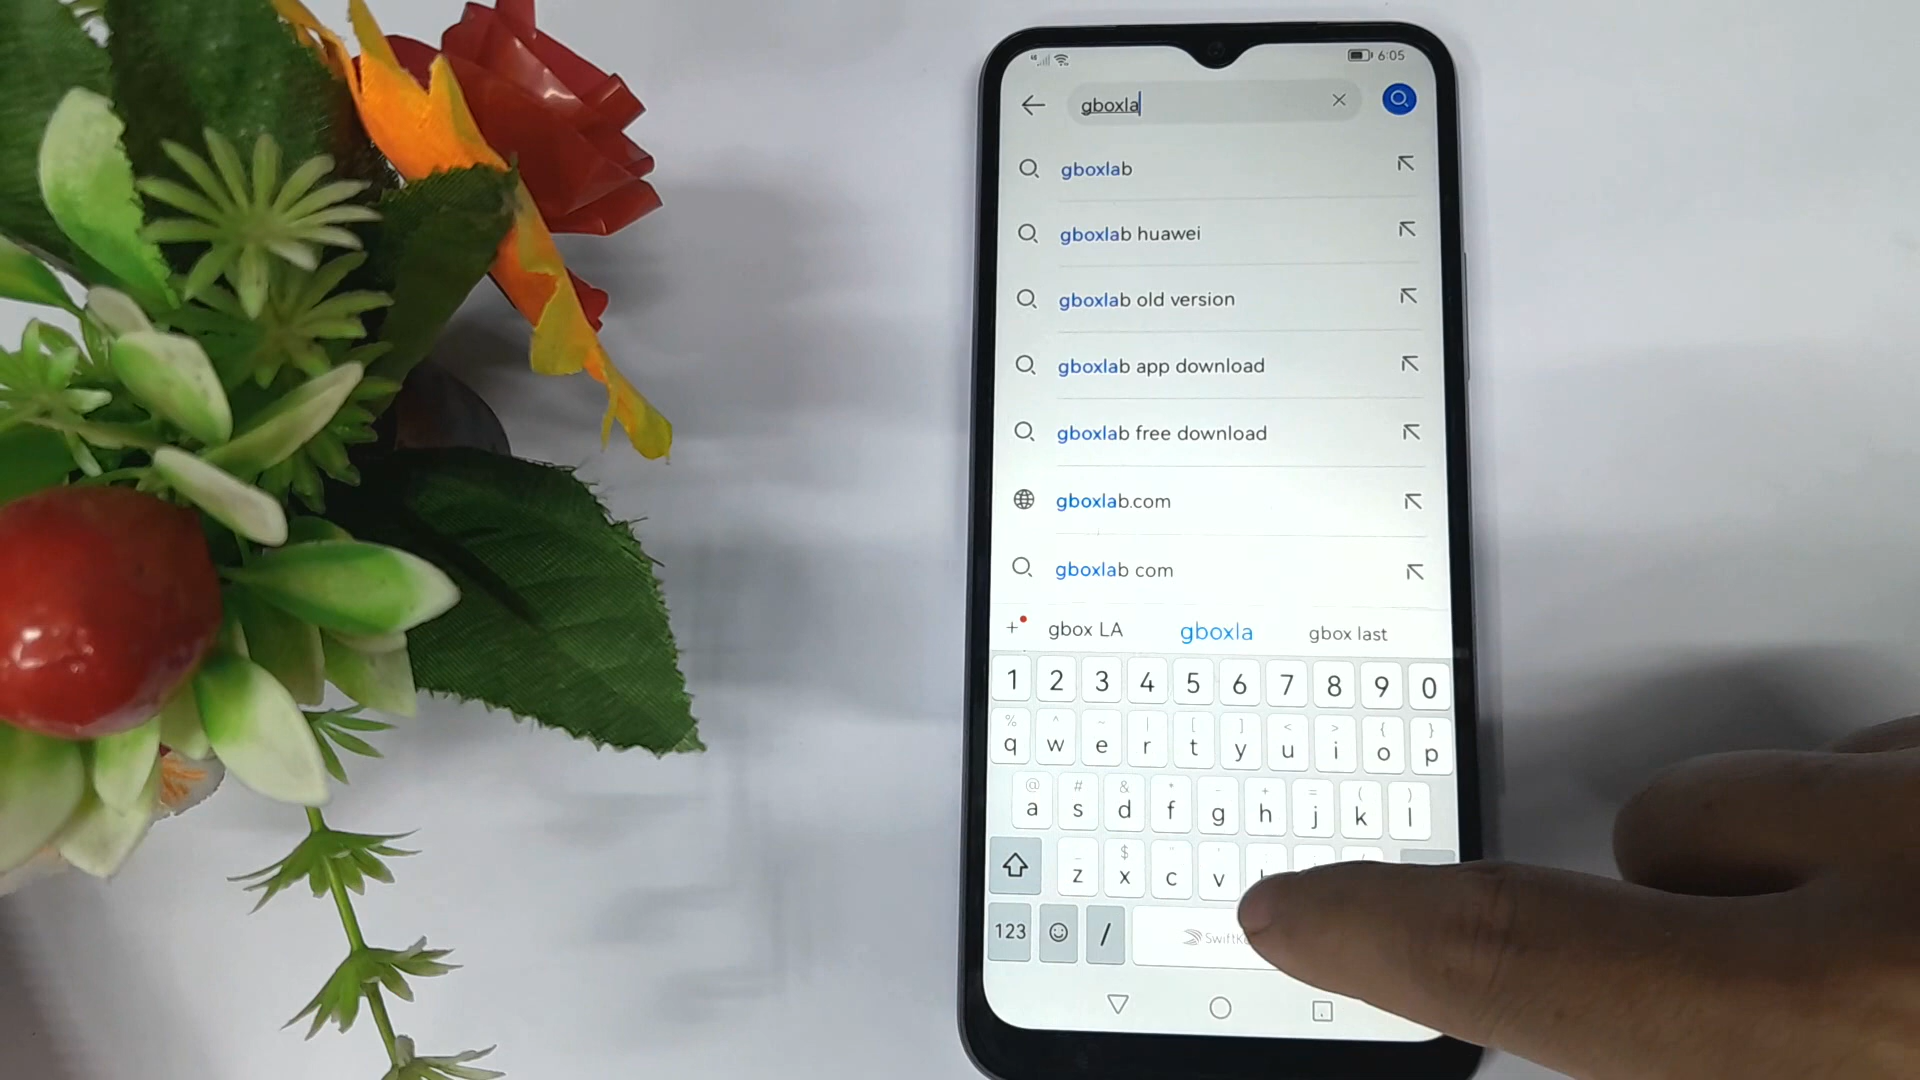 6:05
gboxla
gboxlab
gboxlab huawei
gboxlab old version
gboxlab app download
gboxlab free download
gboxlab.com
gboxlab com
+ gbox LA gboxla gbox last
1 2 3 4 5 6 7 8 9 0
% ^ ~ | [ ] < > { }
q w e r t y u i o p
@ # & * - + = ( )
a s d f g h j k l
$
z x c v
123 /